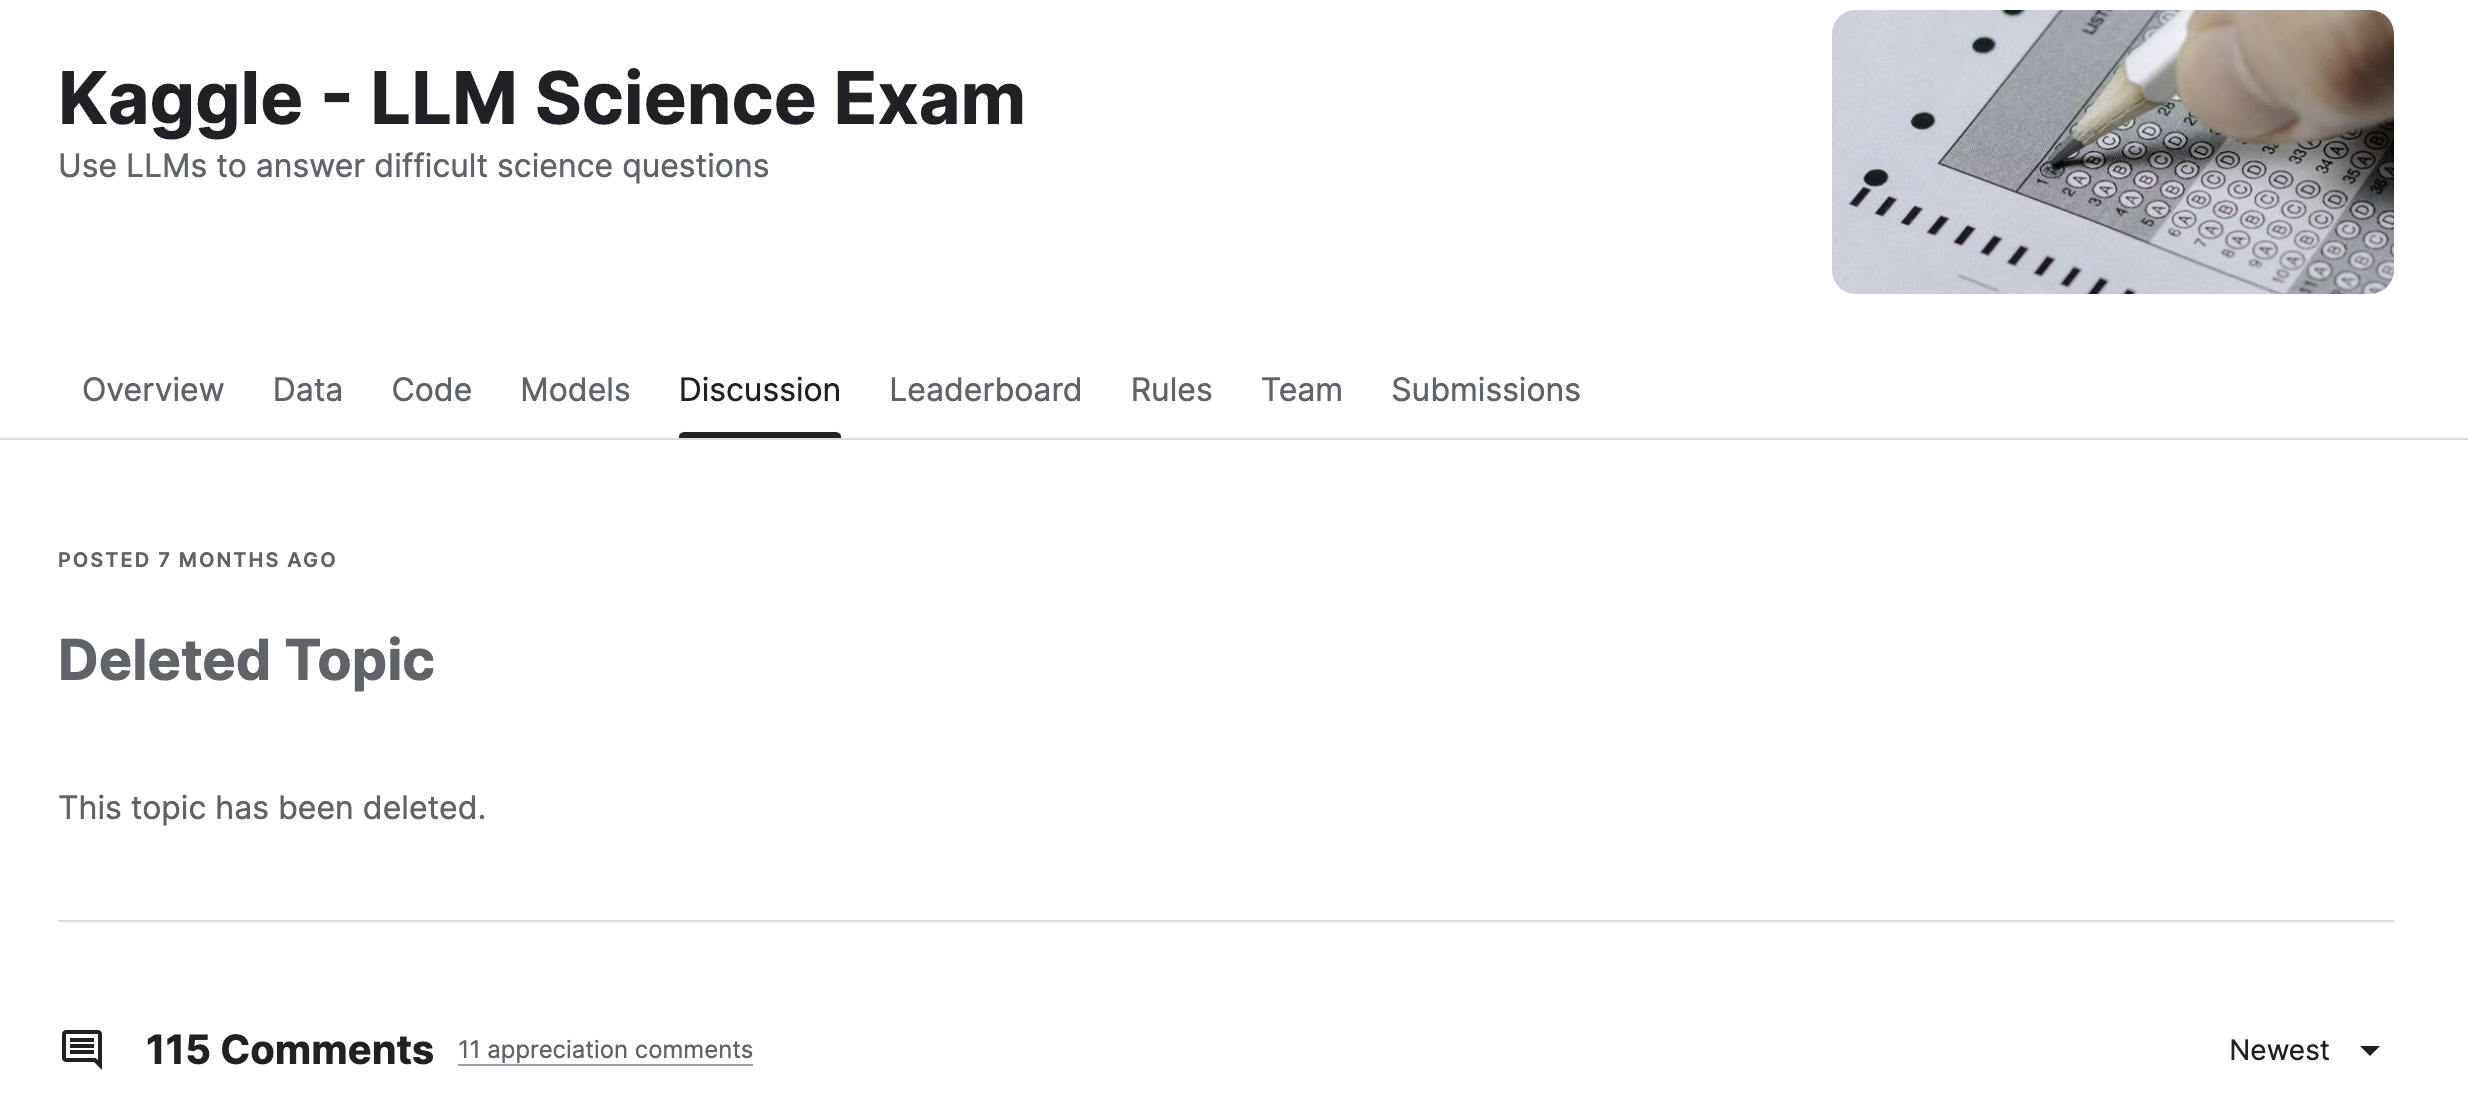 Kaggle - LLM Science Exam
Use LLMs to answer difficult science questions
Overview Data Code Models Discussion Leaderboard Rules Team Submissions
POSTED 7 MONTHS AGO
Deleted Topic
This topic has been deleted.
115 Comments 11 appreciation comments Newest